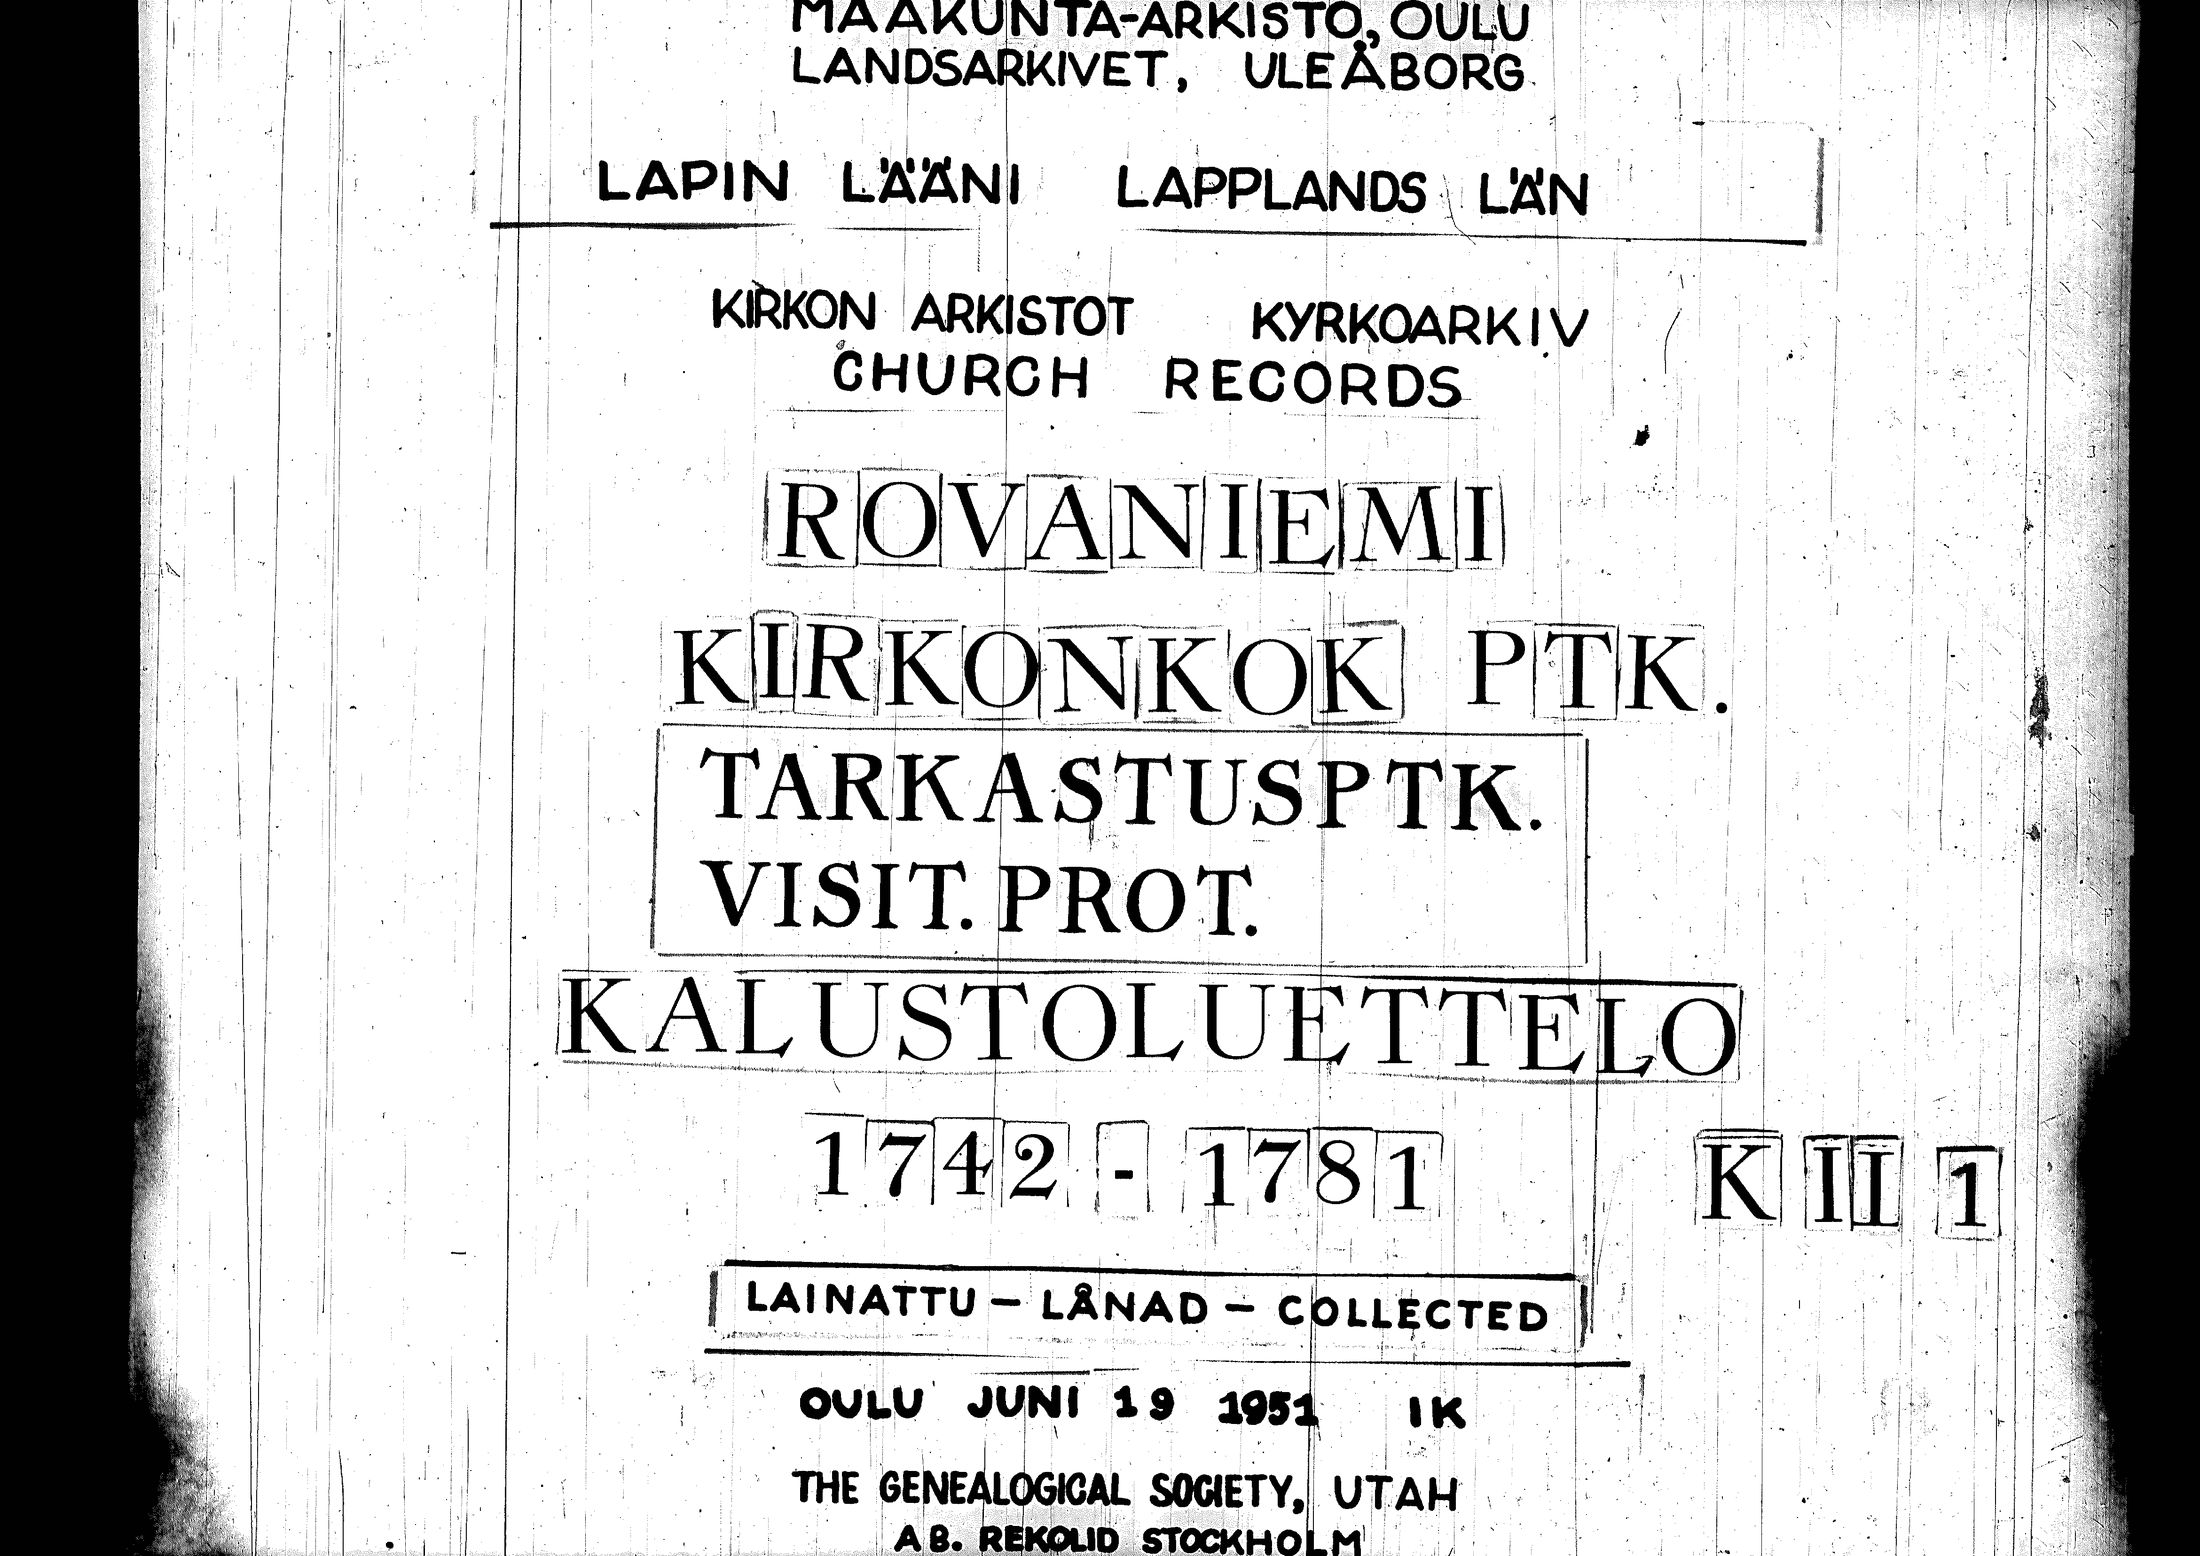 MAAKUNTA-ARKISTO, OULU
LANDSARKIVET, ULEÅBORG
LAPIN LÄÄNI LAPPLANDS LÄN
KIRKON ARKISTOT KYRKOARKIV
CHURCH RECORDS
ROVANIEMI
KIRKONKOK PTK.
TARKASTUSPTK.
VISIT. PROT.
KALUSTOLUETTELO
1742 - 1781 K II 1
LAINATTU - LÅNAD - COLLECTED
OULU JUNI 19 1951 IK
THE GENEALOGICAL SOCIETY, UTAH
AB. REKOLID STOCKHOLM